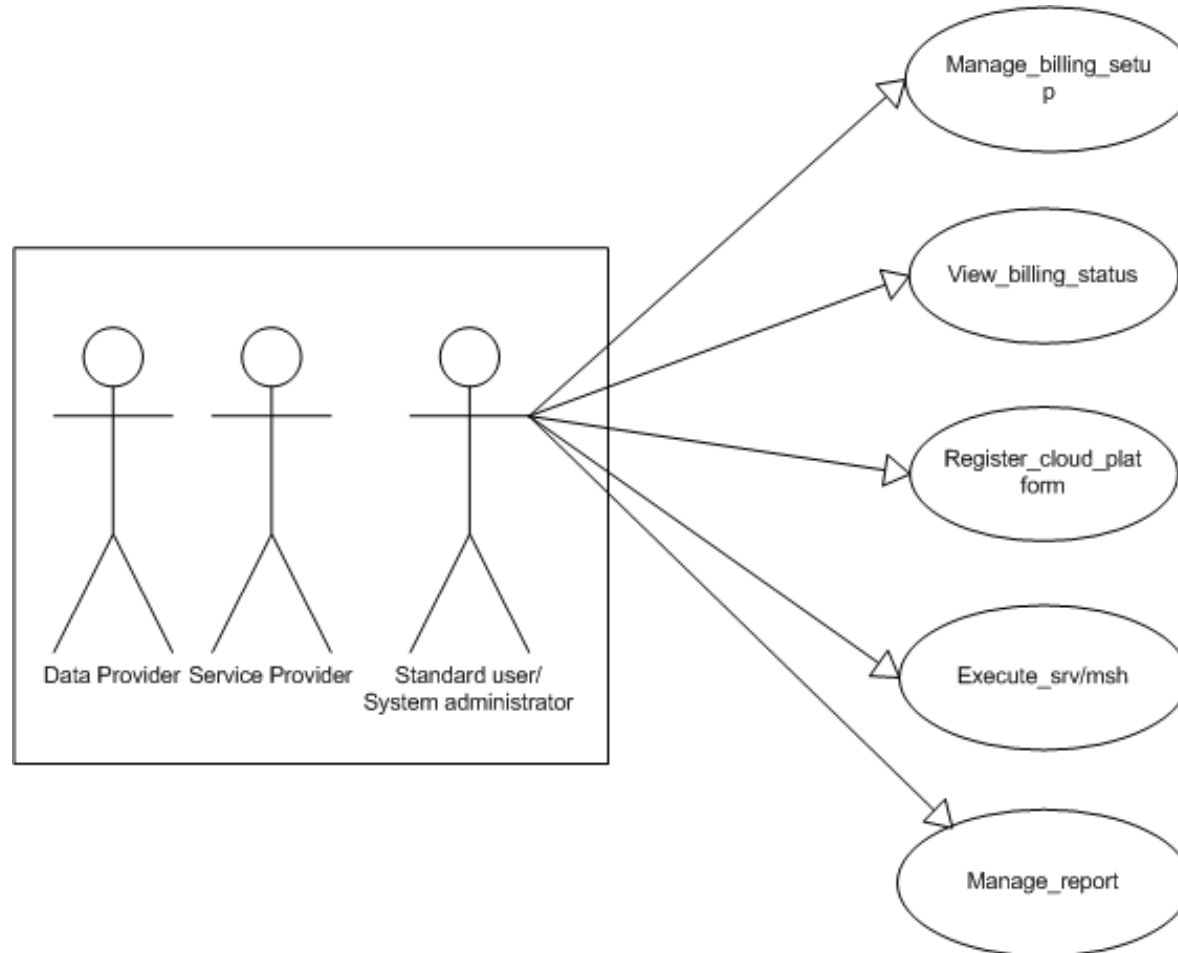 Manage_billing_setu
p
View_billing_status
Register_cloud_plat
form
Execute_srv/msh
Manage_report
Data Provider
Service Provider
Standard user/
System administrator